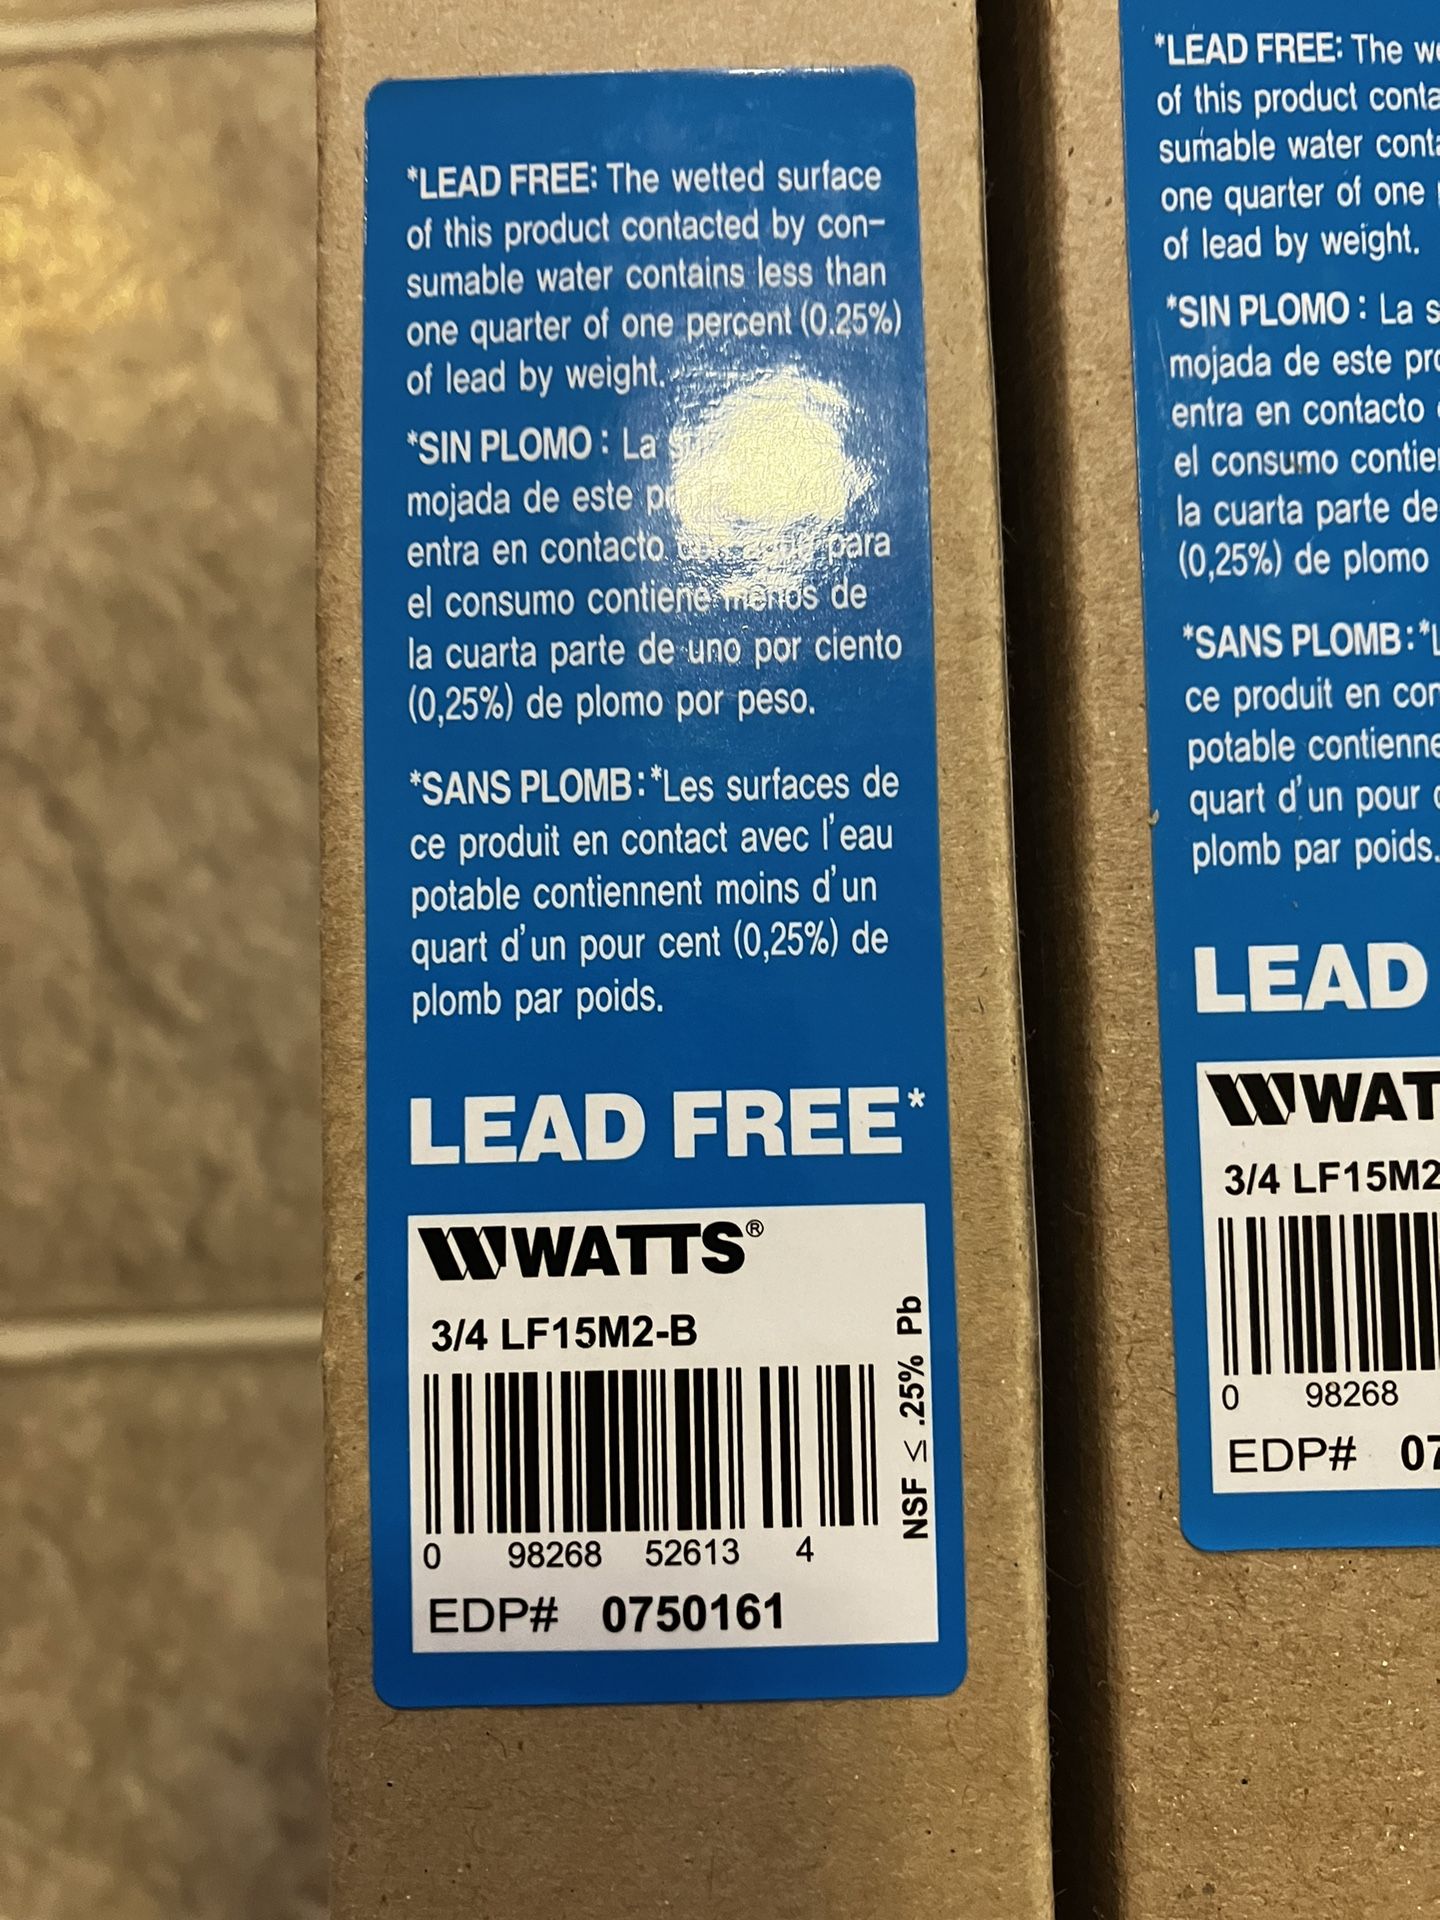 *LEAD FREE: The wetted surface
of this product contacted by con-
sumable water contains less than
one quarter of one percent (0.25%)
of lead by weight.
*SIN PLOMO : La
mojada de este
entra en contacto para
el consumo contiene menos de
la cuarta parte de uno por ciento
(0,25%) de plomo por peso.
*SANS PLOMB: *Les surfaces de
ce produit en contact avec l'eau
potable contiennent moins d'un
quart d'un pour cent (0,25%) de
plomb par poids.
LEAD FREE*
WATTS®
3/4 LF15M2-B
NSF ≤ .25% Pb
0 98268 52613 4
EDP# 0750161
*LEAD FREE: The
of this product
sumable water
one quarter of one
of lead by weight.
*SIN PLOMO : La
mojada de este
entra en contacto
el consumo
la cuarta parte de
(0,25%) de plomo
*SANS PLOMB: *
ce produit en
potable
quart d'un pour
plomb par poids.
LEAD
WAT
3/4 LF15M2
0 98268
EDP# 07